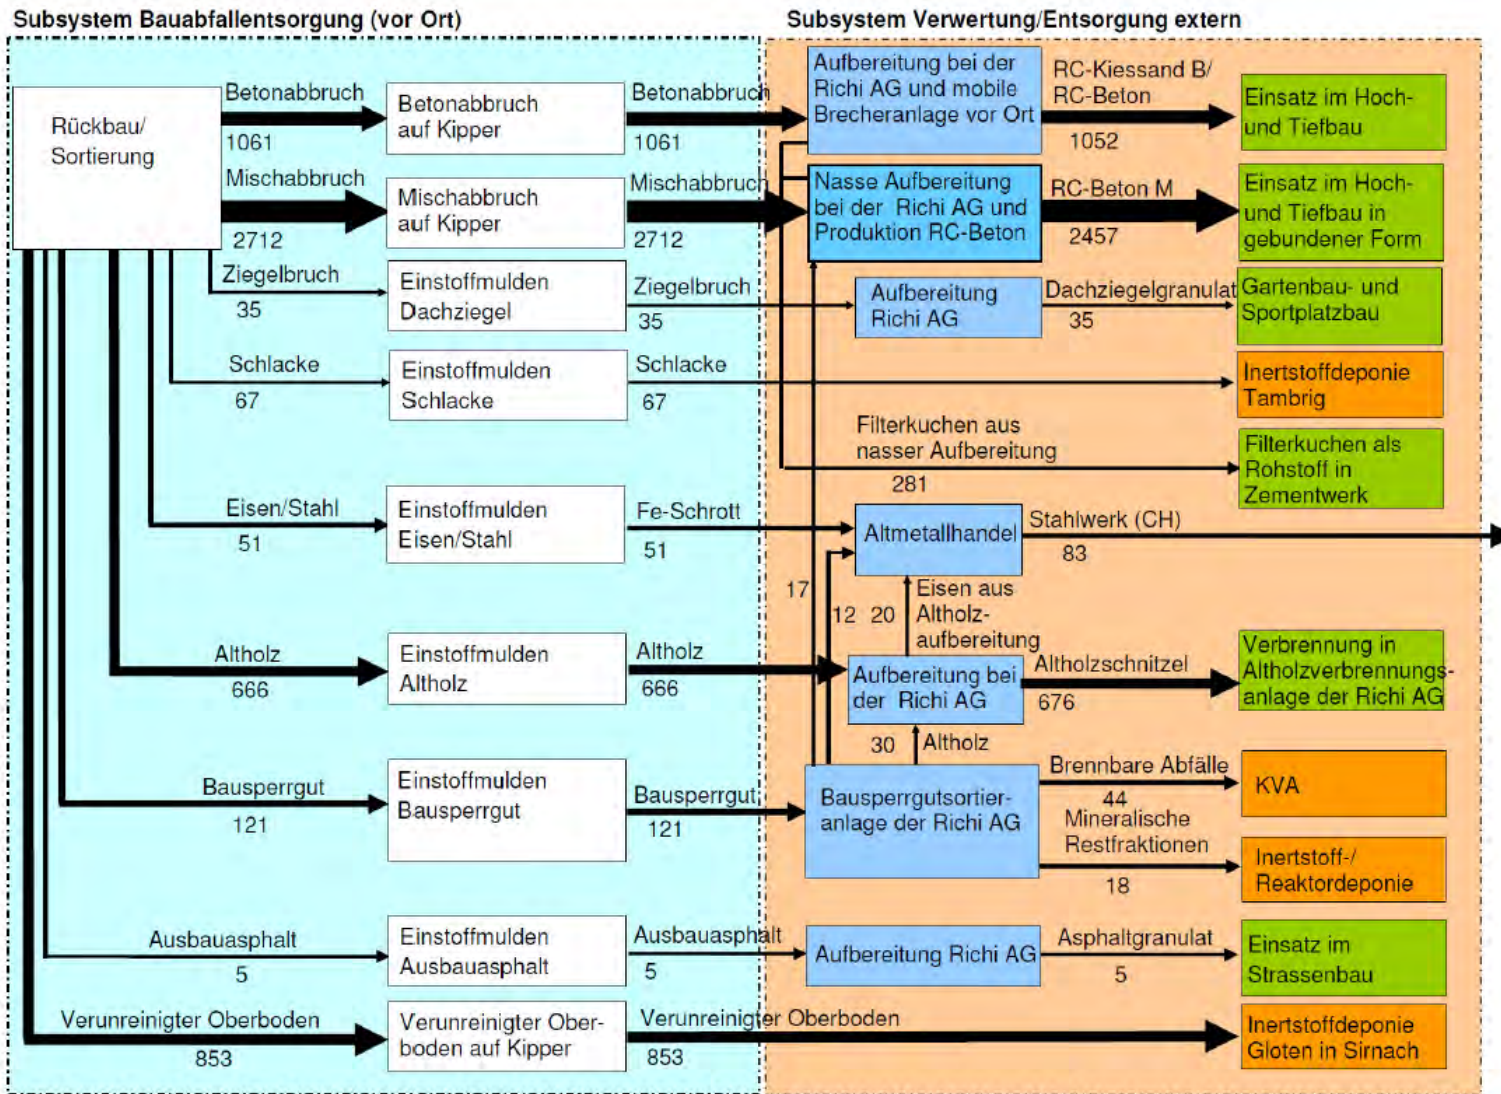 Subsystem Bauabfallentsorgung (vor Ort)
Subsystem Verwertung/Entsorgung extern
Rückbau/
Sortierung
Betonabbruch
1061
Betonabbruch
auf Kipper
Betonabbruch
1061
Aufbereitung bei der
Richi AG und mobile
Brecheranlage vor Ort
RC-Kiessand B/
RC-Beton
1052
Einsatz im Hoch-
und Tiefbau
Mischabbruch
2712
Mischabbruch
auf Kipper
Mischabbruch
2712
Nasse Aufbereitung
bei der Richi AG und
Produktion RC-Beton
RC-Beton M
2457
Einsatz im Hoch-
und Tiefbau in
gebundener Form
Ziegelbruch
35
Einstoffmulden
Dachziegel
Ziegelbruch
35
Aufbereitung
Richi AG
Dachziegelgranulat
35
Gartenbau- und
Sportplatzbau
Schlacke
67
Einstoffmulden
Schlacke
Schlacke
67
Inertstoffdeponie
Tambrig
Filterkuchen aus
nasser Aufbereitung
281
Filterkuchen als
Rohstoff in
Zementwerk
Eisen/Stahl
51
Einstoffmulden
Eisen/Stahl
Fe-Schrott
51
Altmetallhandel
Stahlwerk (CH)
83
17
12
20
Eisen aus
Altholz-
aufbereitung
Altholz
666
Einstoffmulden
Altholz
Altholz
666
Aufbereitung bei
der Richi AG
Altholzschnitzel
676
Verbrennung in
Altholzverbrennungs-
anlage der Richi AG
30
Altholz
Bausperrgut
121
Einstoffmulden
Bausperrgut
Bausperrgut
121
Bausperrgutsortier-
anlage der Richi AG
Brennbare Abfälle
44
KVA
Mineralische
Restfraktionen
18
Inertstoff-/
Reaktordeponie
Ausbauasphalt
5
Einstoffmulden
Ausbauasphalt
Ausbauasphalt
5
Aufbereitung Richi AG
Asphaltgranulat
5
Einsatz im
Strassenbau
Verunreinigter Oberboden
853
Verunreinigter Ober-
boden auf Kipper
Verunreinigter Oberboden
853
Inertstoffdeponie
Gloten in Sirnach